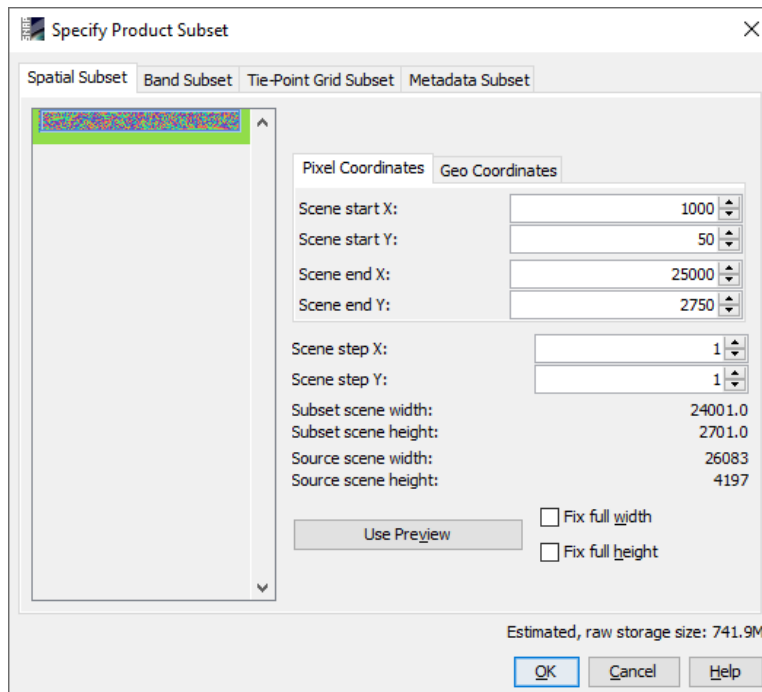 Specify Product Subset
Spatial Subset Band Subset Tie-Point Grid Subset Metadata Subset
Pixel Coordinates Geo Coordinates
Scene start X: 1000
Scene start Y: 50
Scene end X: 25000
Scene end Y: 2750
Scene step X: 1
Scene step Y: 1
Subset scene width: 24001.0
Subset scene height: 2701.0
Source scene width: 26083
Source scene height: 4197
Use Preview
Fix full width
Fix full height
Estimated, raw storage size: 741.9M
OK Cancel Help